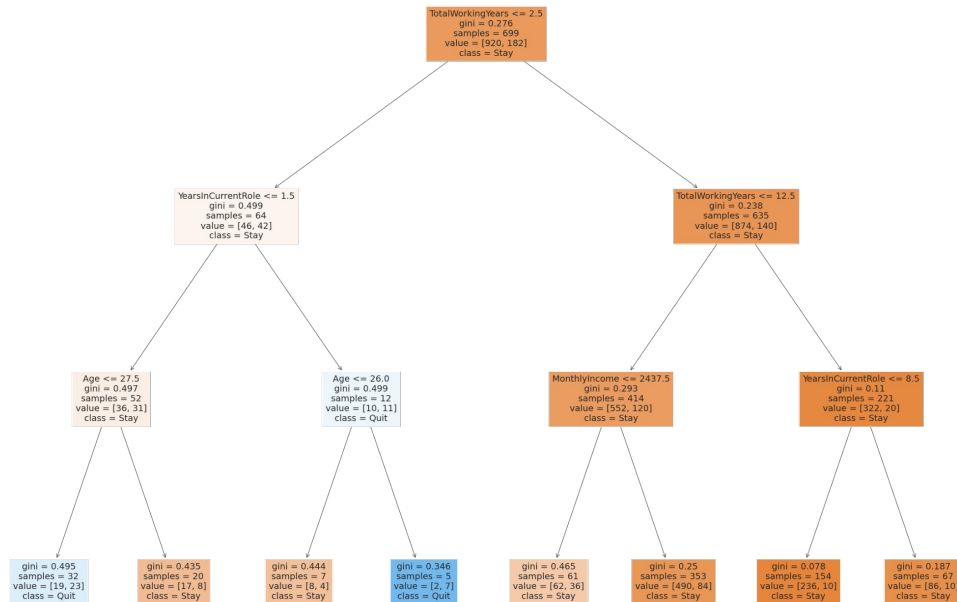 TotalWorkingYears <= 2.5
gini = 0.276
samples = 699
value = [920, 182]
class = Stay
YearsInCurrentRole <= 1.5
gini = 0.499
samples = 64
value = [46, 42]
class = Stay
TotalWorkingYears <= 12.5
gini = 0.238
samples = 635
value = [874, 140]
class = Stay
Age <= 27.5
gini = 0.497
samples = 52
value = [36, 31]
class = Stay
Age <= 26.0
gini = 0.499
samples = 12
value = [10, 11]
class = Quit
MonthlyIncome <= 2437.5
gini = 0.293
samples = 414
value = [552, 120]
class = Stay
YearsInCurrentRole <= 8.5
gini = 0.11
samples = 221
value = [322, 20]
class = Stay
gini = 0.495
samples = 32
value = [19, 23]
class = Quit
gini = 0.435
samples = 20
value = [17, 8]
class = Stay
gini = 0.444
samples = 7
value = [8, 4]
class = Stay
gini = 0.346
samples = 5
value = [2, 7]
class = Quit
gini = 0.465
samples = 61
value = [62, 36]
class = Stay
gini = 0.25
samples = 353
value = [490, 84]
class = Stay
gini = 0.078
samples = 154
value = [236, 10]
class = Stay
gini = 0.187
samples = 67
value = [86, 10]
class = Stay